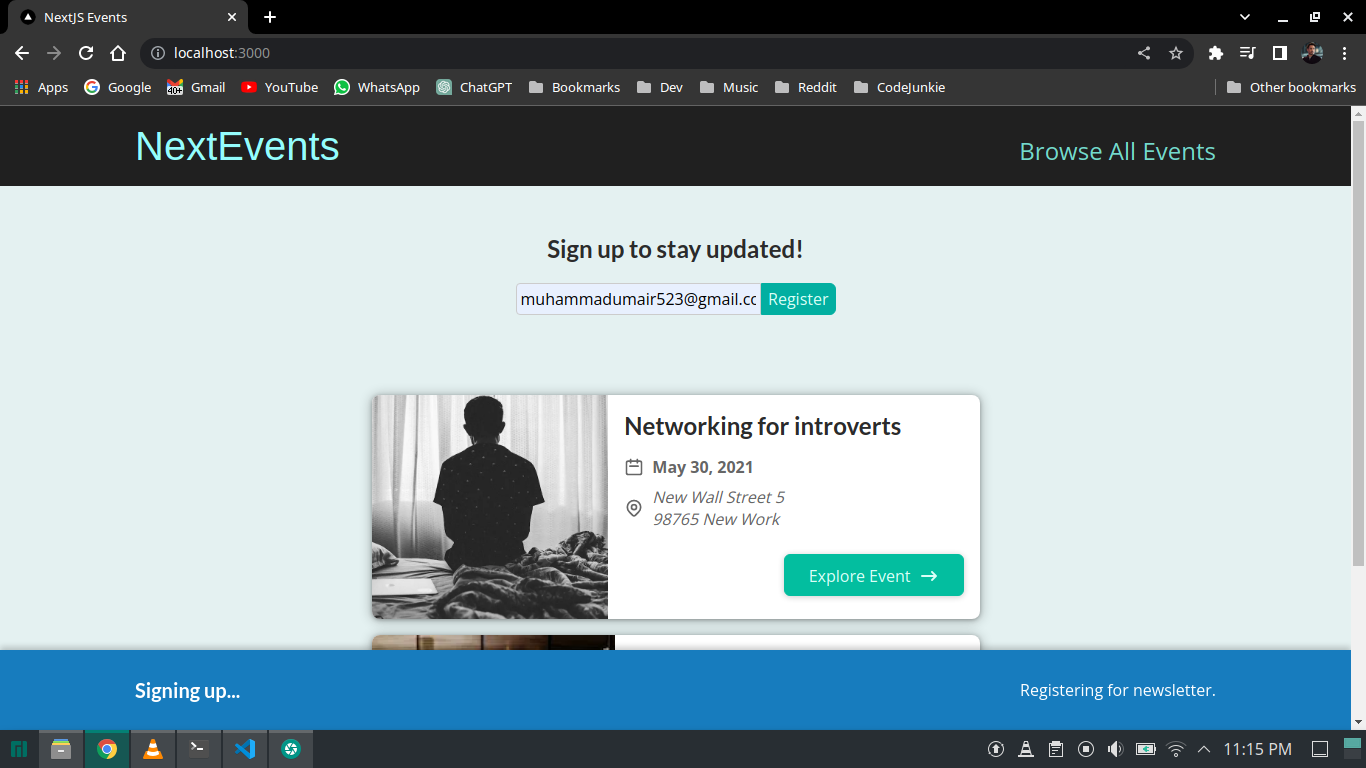 NextJS Events
localhost:3000
Apps Google Gmail YouTube WhatsApp ChatGPT Bookmarks Dev Music Reddit CodeJunkie Other bookmarks
40+
NextEvents Browse All Events
Sign up to stay updated!
muhammadumair523@gmail.cc Register
Networking for introverts
May 30, 2021
New Wall Street 5
98765 New Work
Explore Event →
Signing up... Registering for newsletter.
11:15 PM